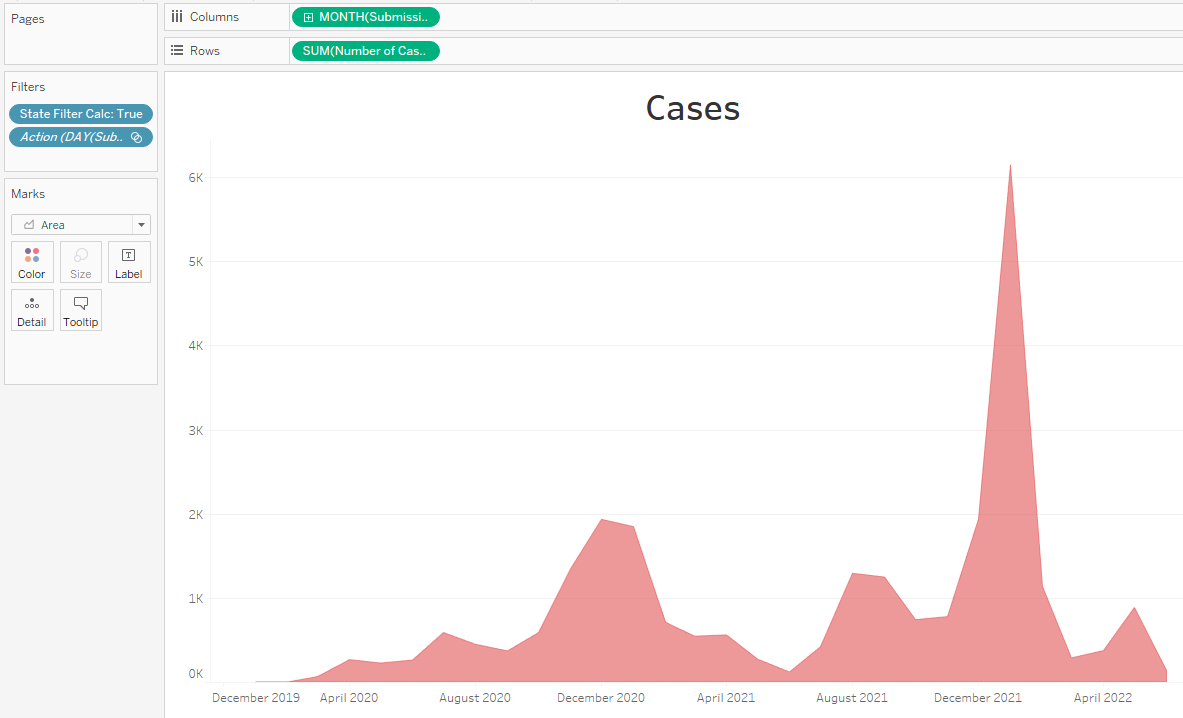 Pages
Columns
MONTH(Submissi..
Rows
SUM(Number of Cas..
Filters
State Filter Calc: True
Action (DAY(Sub..
Marks
Area
Color
Size
Label
Detail
Tooltip
Cases
6K
5K
4K
3K
2K
1K
0K
December 2019 April 2020 August 2020 December 2020 April 2021 August 2021 December 2021 April 2022